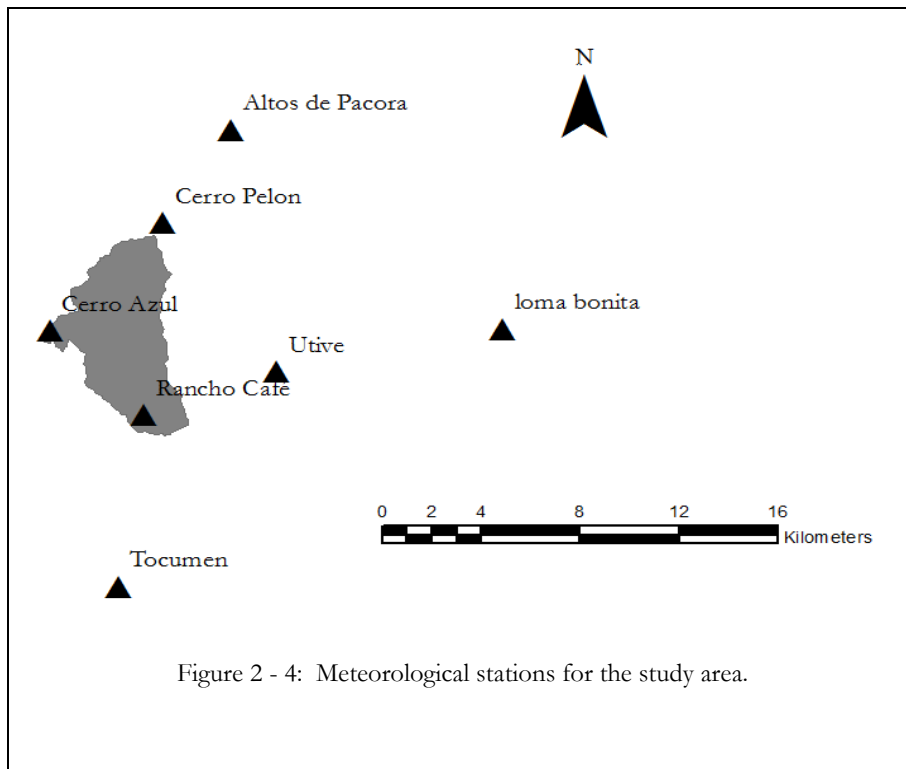 N
Altos de Pacora
Cerro Pelon
Cerro Azul
loma bonita
Utive
Rancho Café
0 2 4 8 12 16
Kilometers
Tocumen
Figure 2 - 4: Meteorological stations for the study area.